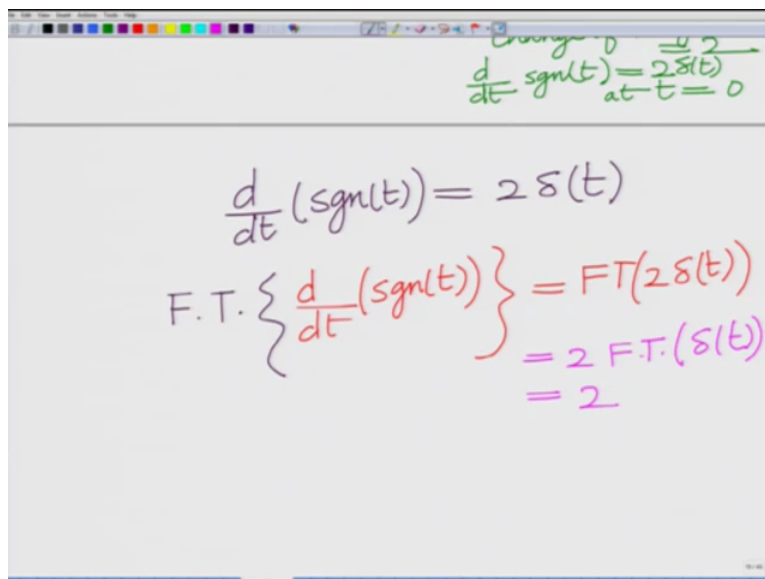 d/dt sgn(t) = 2δ(t)
at t = 0
d/dt (sgn(t)) = 2δ(t)
F.T. { d/dt (sgn(t)) } = FT(2δ(t))
= 2 F.T.(δ(t))
= 2